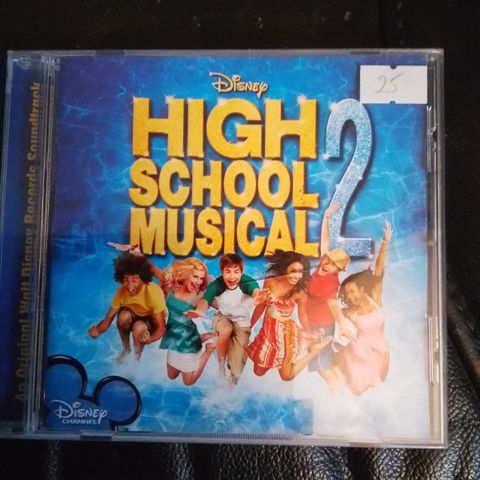 An Original Walt Disney Records Soundtrack
Disney
25
HIGH
SCHOOL
MUSICAL 2
Disney
CHANNEL